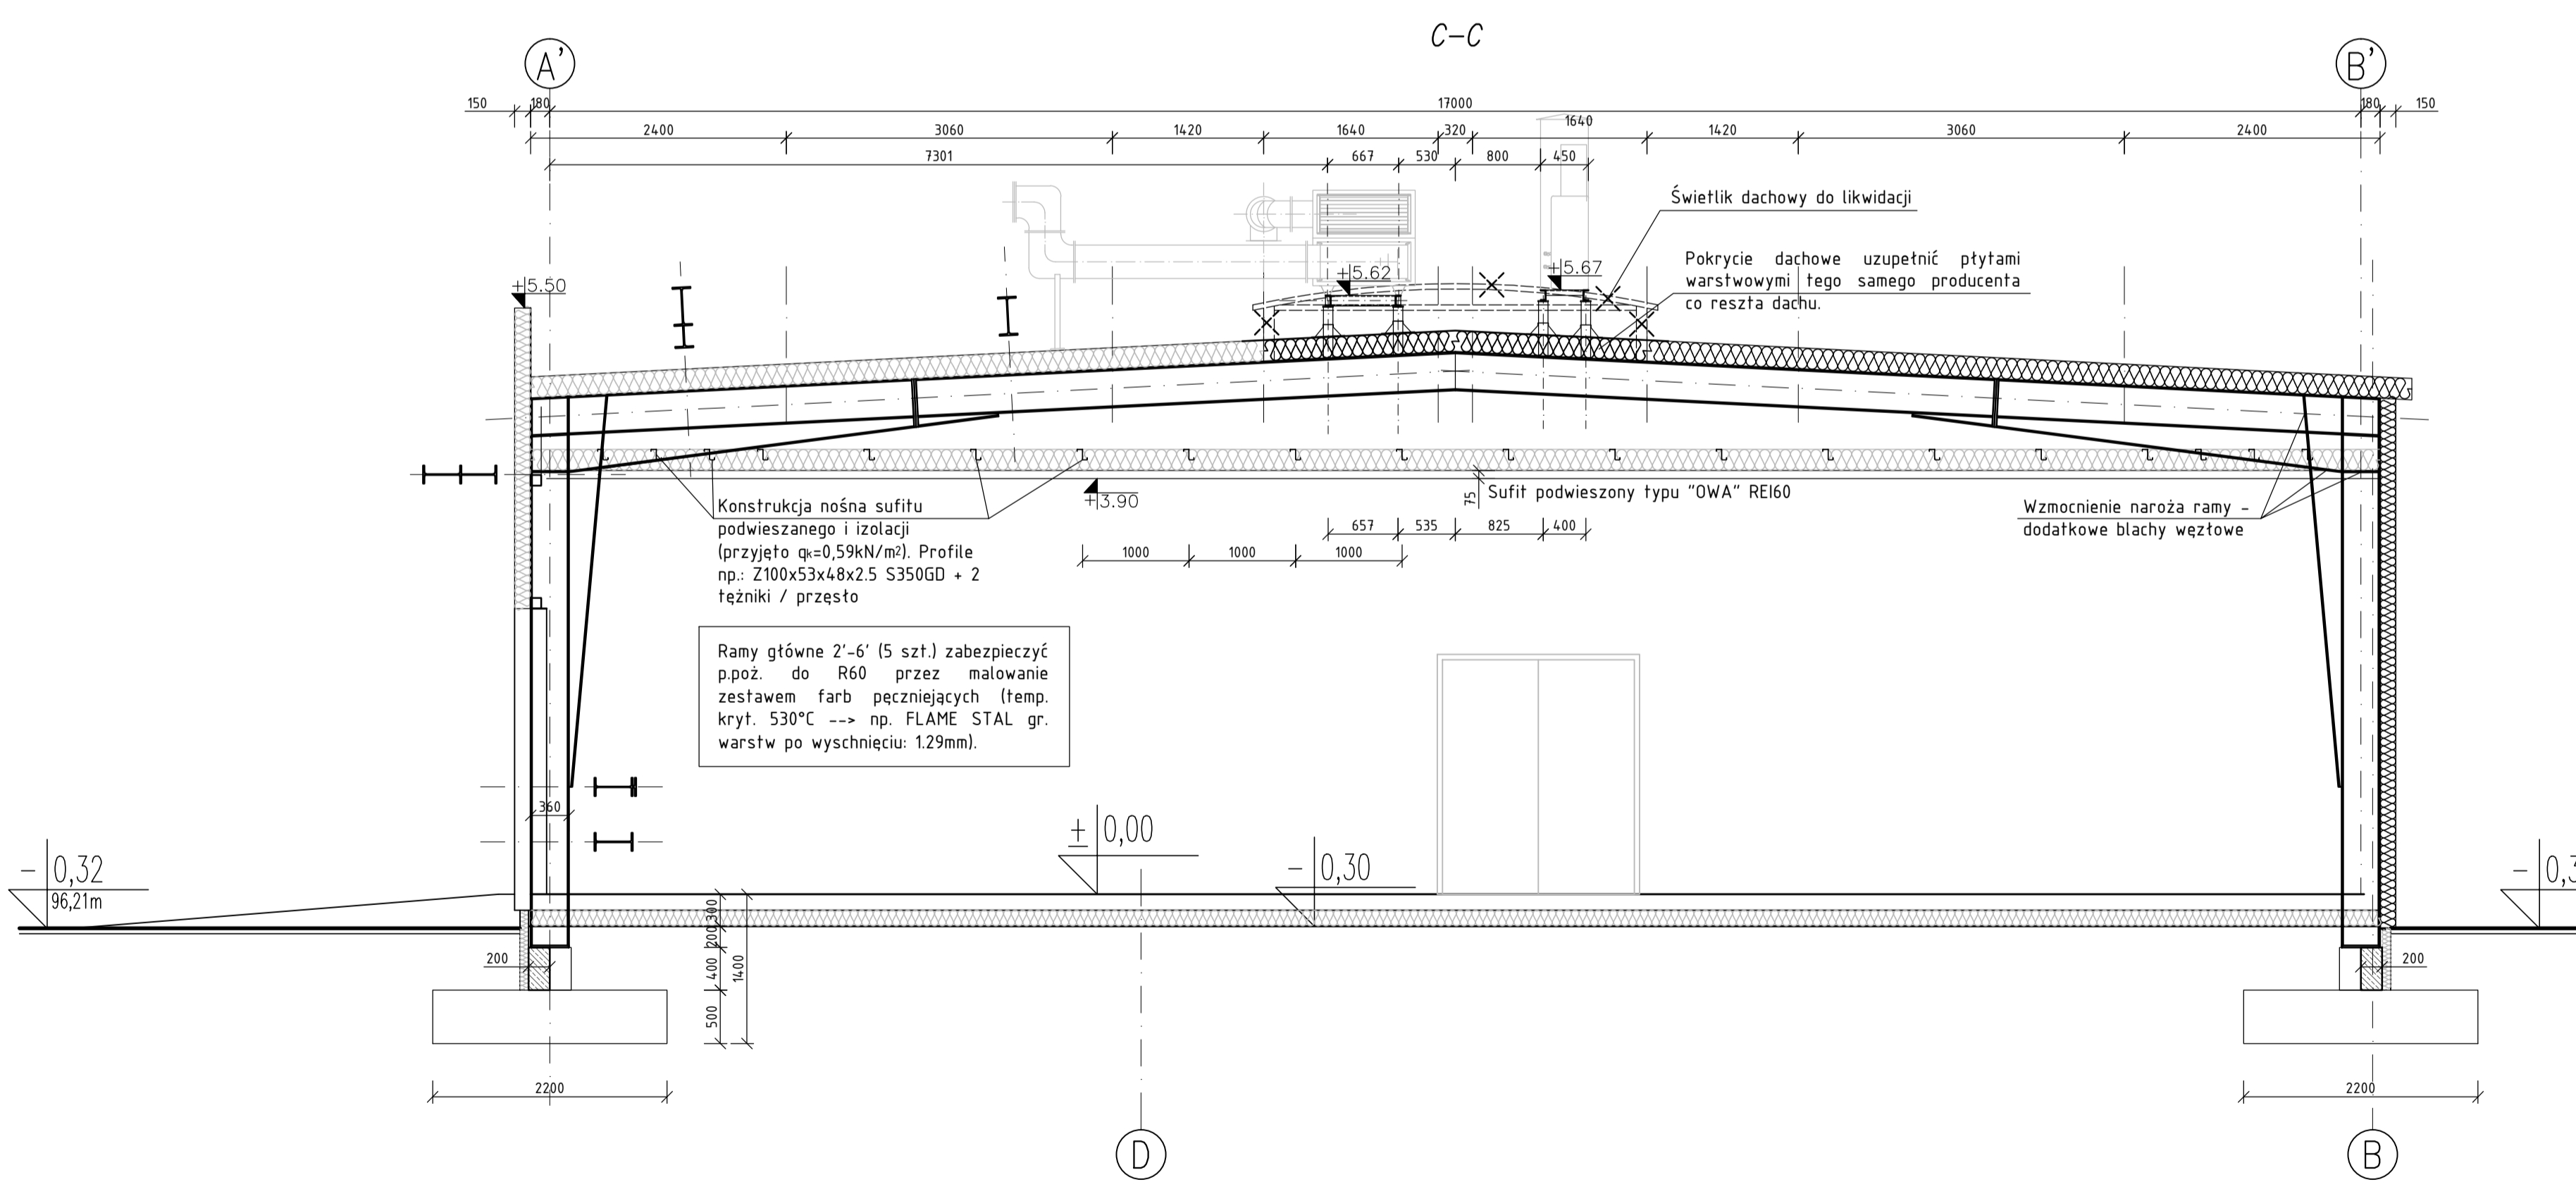 C-C
A'
B'
150
180
17000
180
150
2400
3060
1420
1640
320
1640
1420
3060
2400
7301
667
530
800
450
Świetlik dachowy do likwidacji
Pokrycie dachowe uzupełnić płytami
warstwowymi tego samego producenta
co reszta dachu.
+5.50
+5.62
+5.67
Konstrukcja nośna sufitu
podwieszanego i izolacji
(przyjęto qk=0,59kN/m²). Profile
np.: Z100x53x48x2.5 S350GD + 2
tężniki / przęsło
+3.90
75
Sufit podwieszony typu "OWA" REI60
Wzmocnienie naroża ramy -
dodatkowe blachy węzłowe
657
535
825
400
1000
1000
1000
Ramy główne 2'-6' (5 szt.) zabezpieczyć
p.poż. do R60 przez malowanie
zestawem farb pęczniejących (temp.
kryt. 530°C --> np. FLAME STAL gr.
warstw po wyschnięciu: 1.29mm).
360
± 0,00
- 0,30
- 0,32
96,21m
- 0,3
300
200
400
500
1400
200
200
2200
2200
D
B